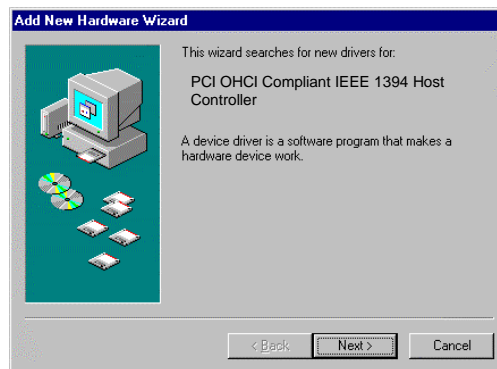 Add New Hardware Wizard
This wizard searches for new drivers for:
PCI OHCI Compliant IEEE 1394 Host
Controller
A device driver is a software program that makes a
hardware device work.
< Back
Next >
Cancel